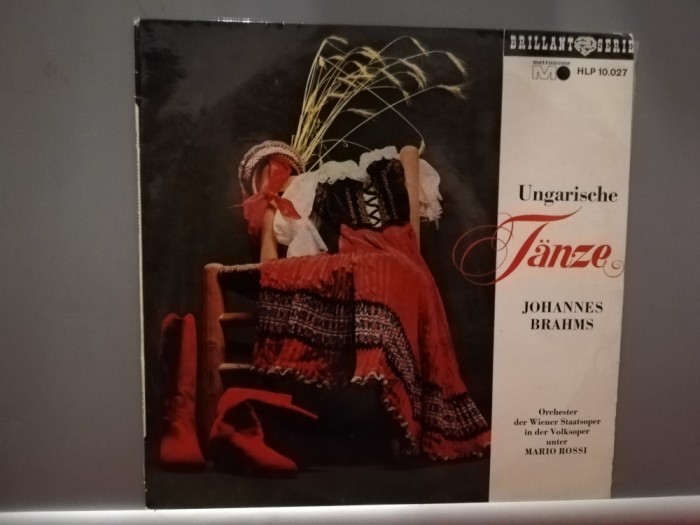 BRILLANT SERIE
metronome
M HLP 10.027
Ungarische
Tänze
JOHANNES
BRAHMS
Orchester
der Wiener Staatsoper
in der Volksoper
unter
MARIO ROSSI